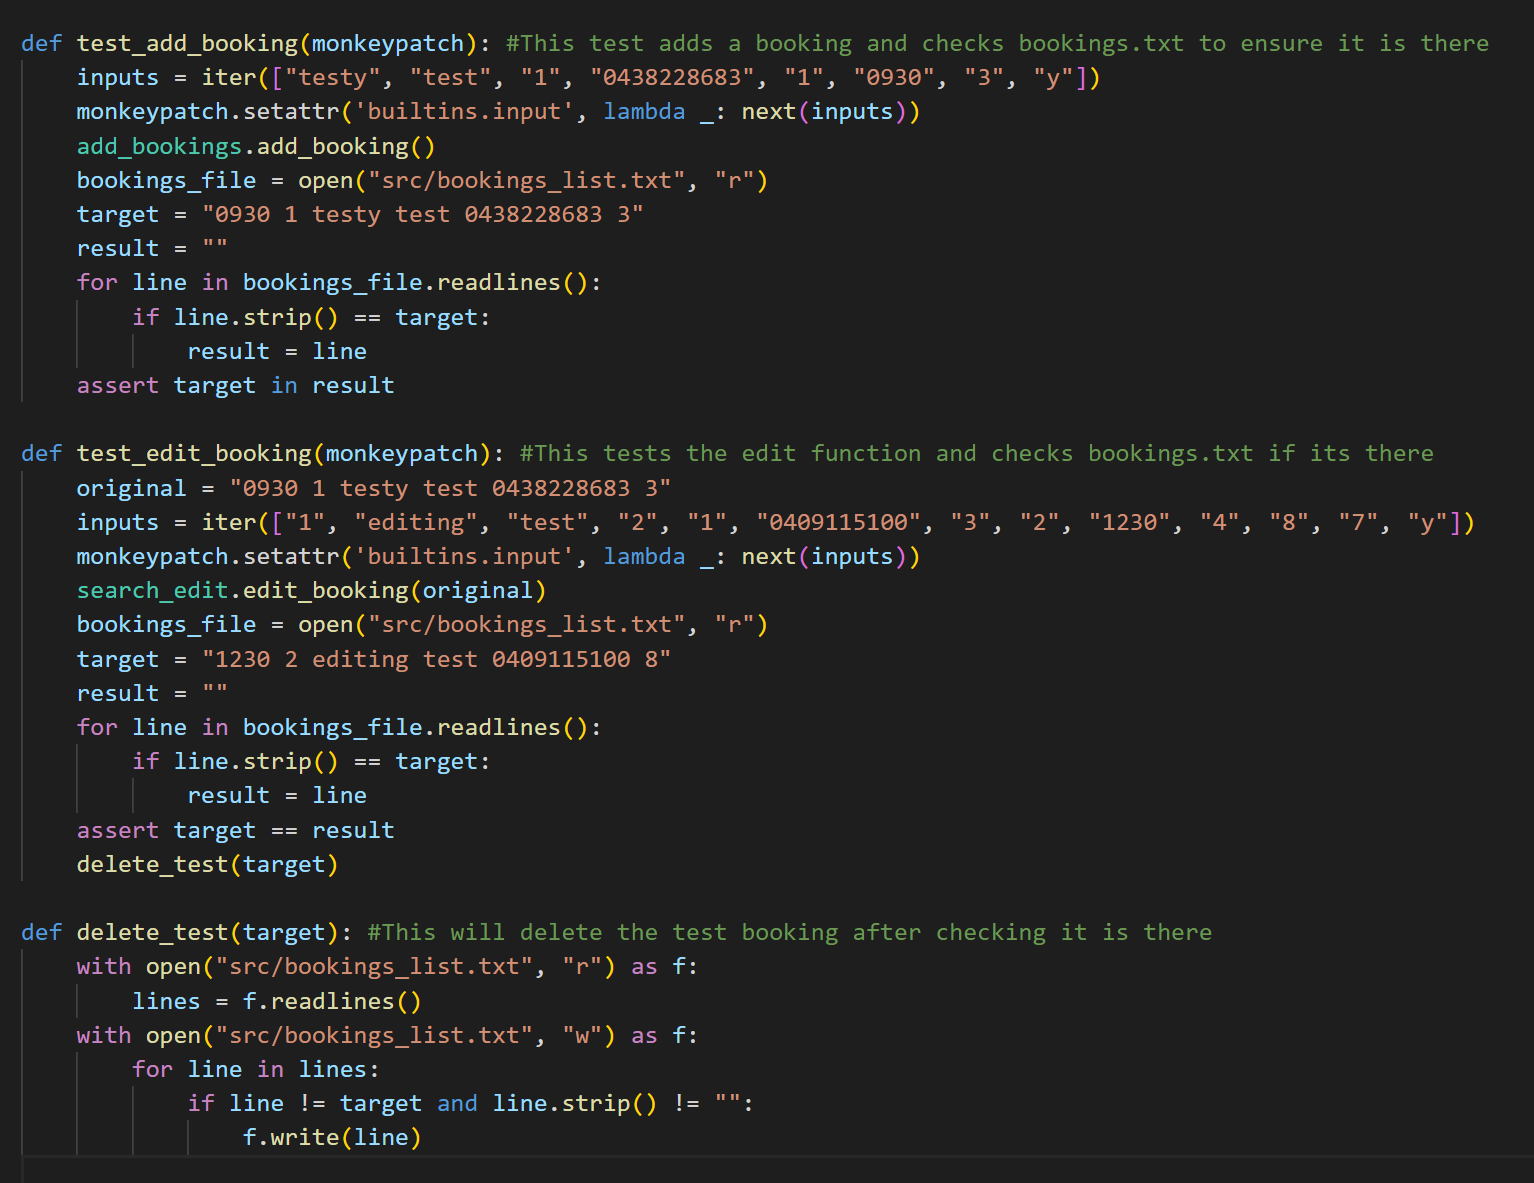 def test_add_booking(monkeypatch): #This test adds a booking and checks bookings.txt to ensure it is there
    inputs = iter(["testy", "test", "1", "0438228683", "1", "0930", "3", "y"])
    monkeypatch.setattr('builtins.input', lambda _: next(inputs))
    add_bookings.add_booking()
    bookings_file = open("src/bookings_list.txt", "r")
    target = "0930 1 testy test 0438228683 3"
    result = ""
    for line in bookings_file.readlines():
        if line.strip() == target:
            result = line
    assert target in result

def test_edit_booking(monkeypatch): #This tests the edit function and checks bookings.txt if its there
    original = "0930 1 testy test 0438228683 3"
    inputs = iter(["1", "editing", "test", "2", "1", "0409115100", "3", "2", "1230", "4", "8", "7", "y"])
    monkeypatch.setattr('builtins.input', lambda _: next(inputs))
    search_edit.edit_booking(original)
    bookings_file = open("src/bookings_list.txt", "r")
    target = "1230 2 editing test 0409115100 8"
    result = ""
    for line in bookings_file.readlines():
        if line.strip() == target:
            result = line
    assert target == result
    delete_test(target)

def delete_test(target): #This will delete the test booking after checking it is there
    with open("src/bookings_list.txt", "r") as f:
        lines = f.readlines()
    with open("src/bookings_list.txt", "w") as f:
        for line in lines:
            if line != target and line.strip() != "":
                f.write(line)